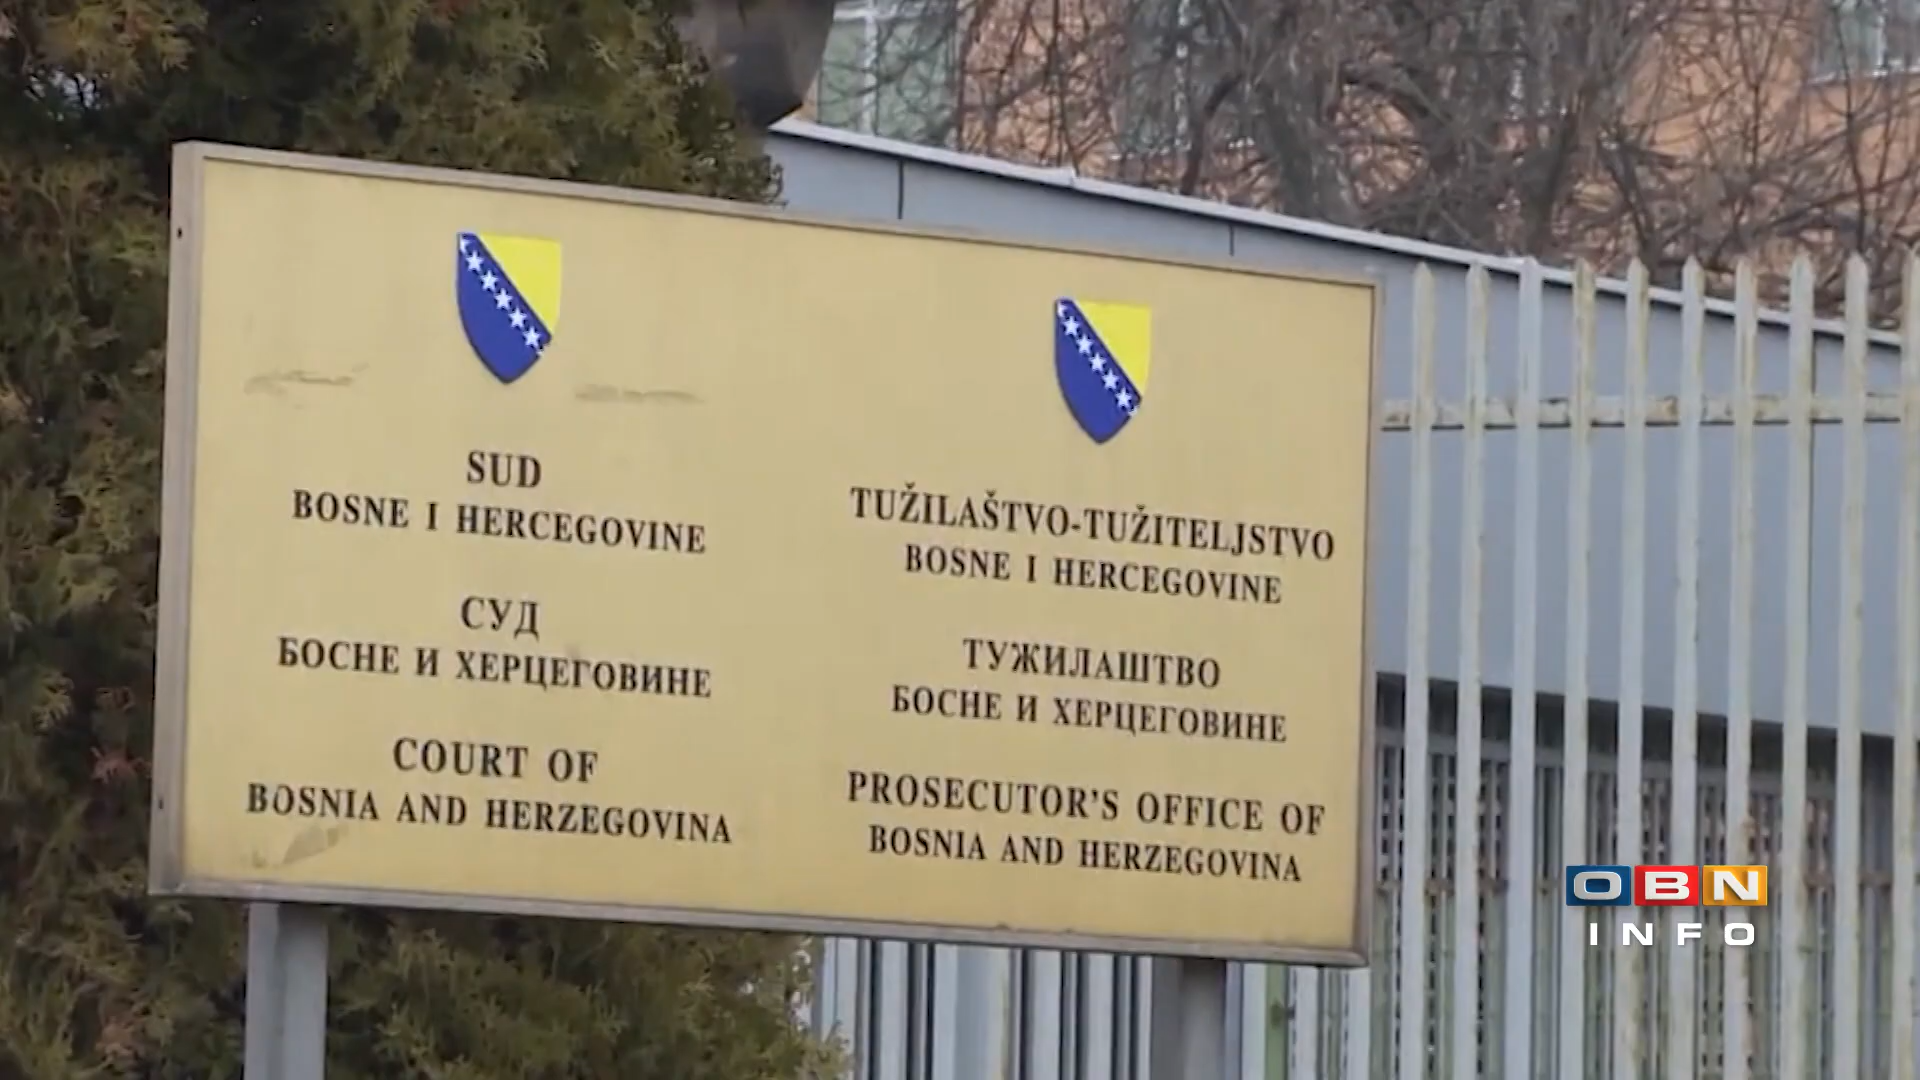 SUD
BOSNE I HERCEGOVINE
СУД
БОСНЕ И ХЕРЦЕГОВИНЕ
COURT OF
BOSNIA AND HERZEGOVINA
TUŽILAŠTVO-TUŽITELJSTVO
BOSNE I HERCEGOVINE
ТУЖИЛАШТВО
БОСНЕ И ХЕРЦЕГОВИНЕ
PROSECUTOR'S OFFICE OF
BOSNIA AND HERZEGOVINA
OBN
INFO